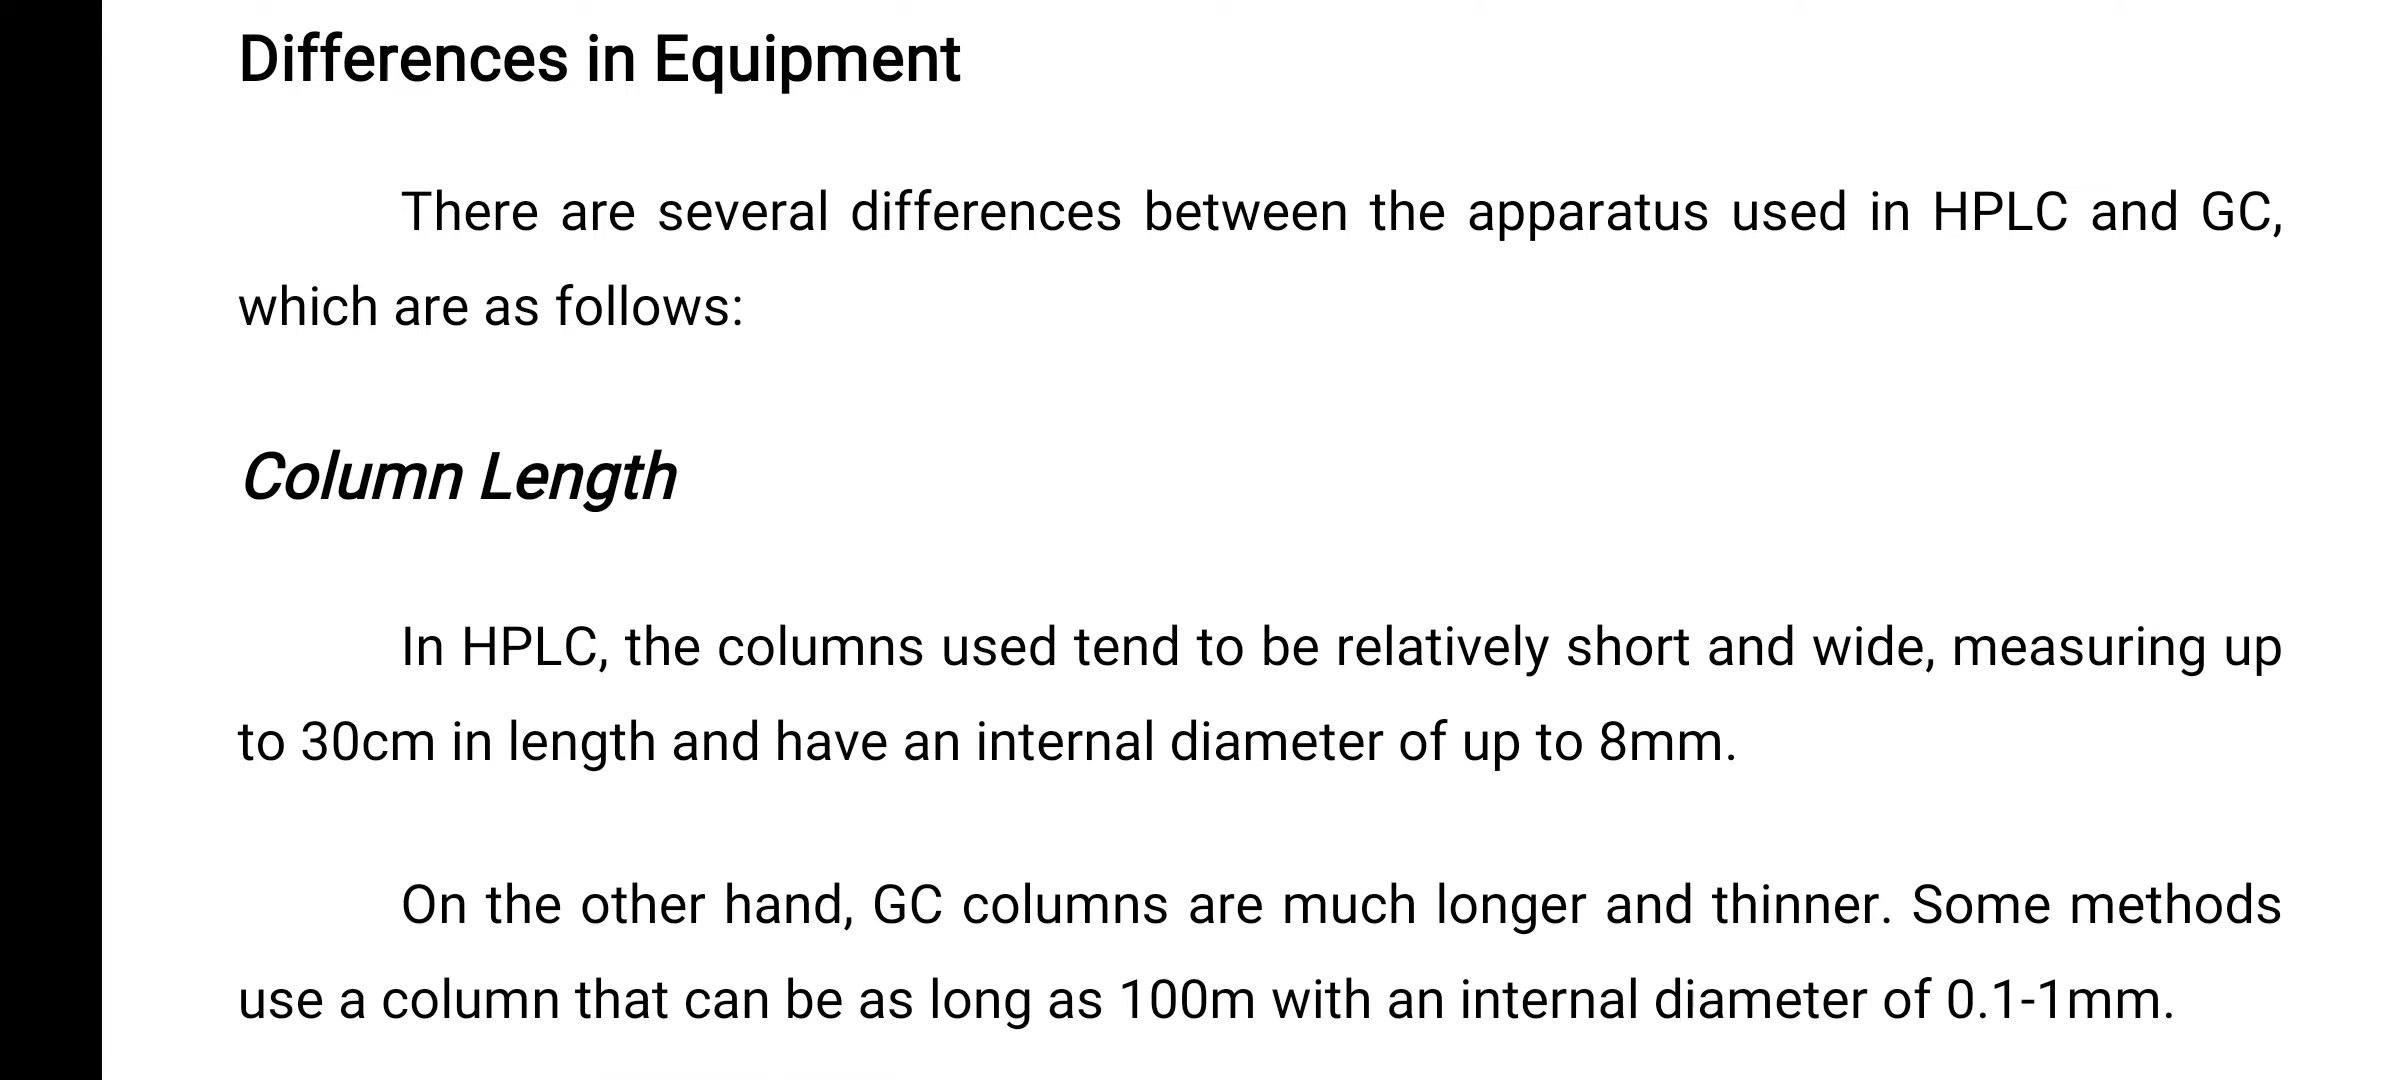 Differences in Equipment
There are several differences between the apparatus used in HPLC and GC,
which are as follows:
Column Length
In HPLC, the columns used tend to be relatively short and wide, measuring up
to 30cm in length and have an internal diameter of up to 8mm.
On the other hand, GC columns are much longer and thinner. Some methods
use a column that can be as long as 100m with an internal diameter of 0.1-1mm.